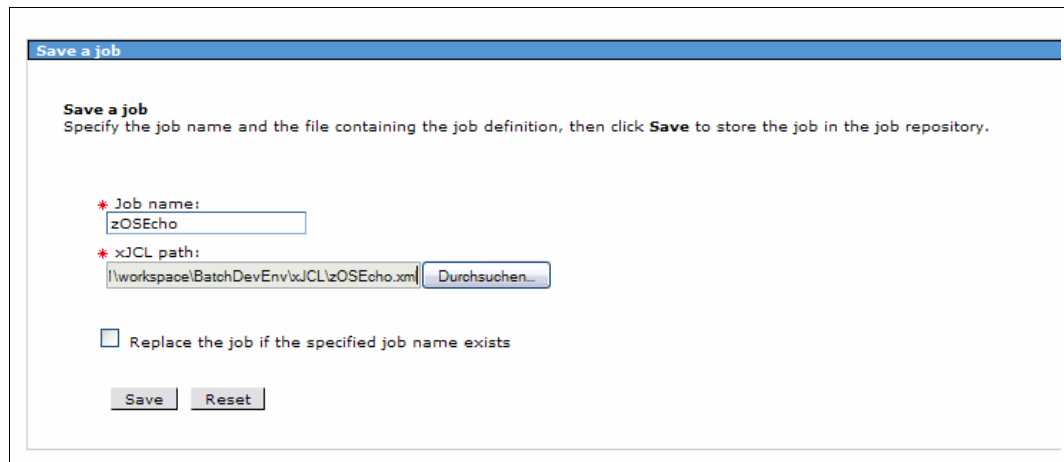 Save a job
Save a job
Specify the job name and the file containing the job definition, then click Save to store the job in the job repository.
* Job name:
zOSEcho
* xJCL path:
l\workspace\BatchDevEnv\xJCL\zOSEcho.xml Durchsuchen...
Replace the job if the specified job name exists
Save Reset